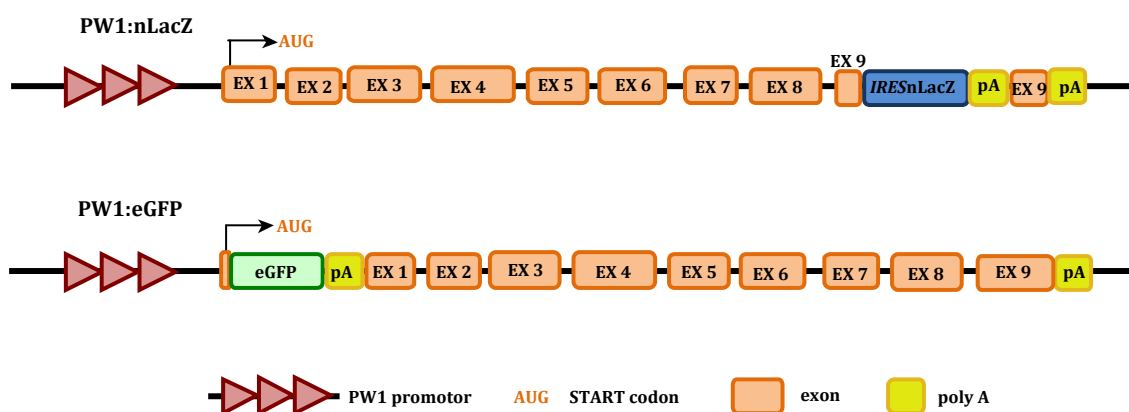 PW1:nLacZ
AUG
EX 1 EX 2 EX 3 EX 4 EX 5 EX 6 EX 7 EX 8 EX 9 IRESnLacZ pA EX 9 pA
PW1:eGFP
AUG
eGFP pA EX 1 EX 2 EX 3 EX 4 EX 5 EX 6 EX 7 EX 8 EX 9 pA
PW1 promotor AUG START codon exon poly A